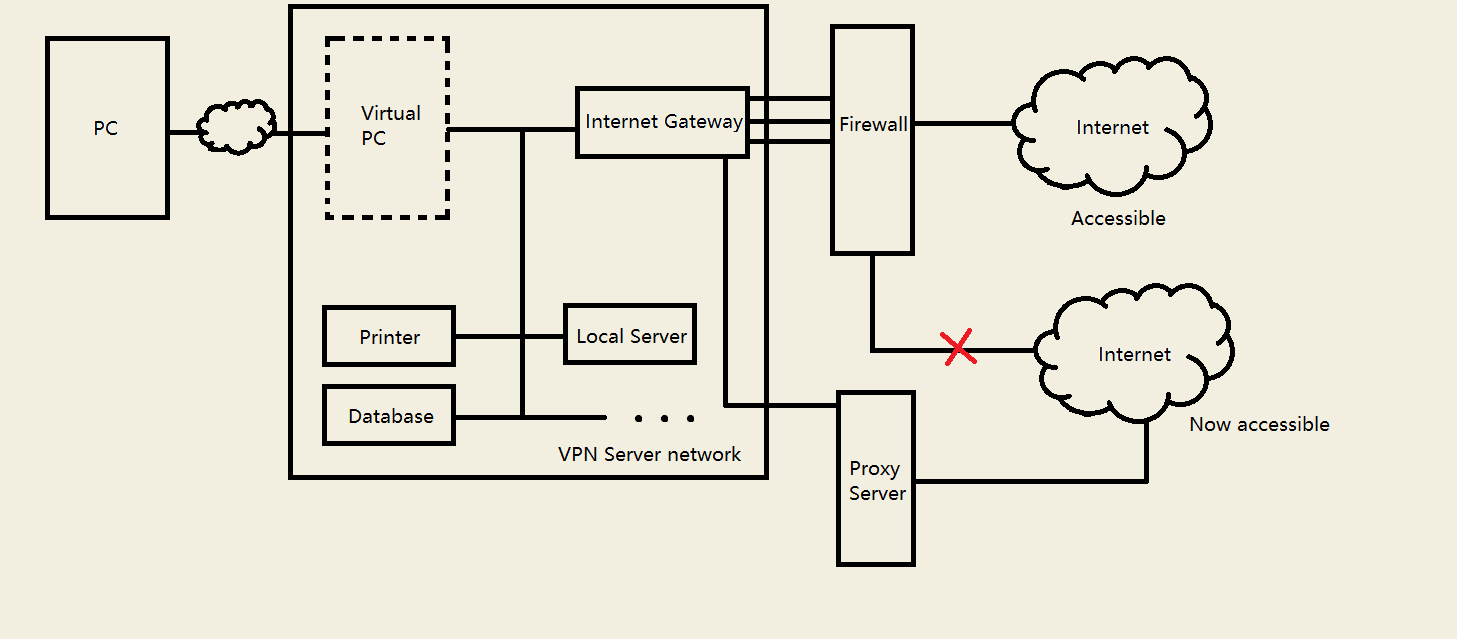 PC
Virtual
PC
Internet Gateway
Firewall
Internet
Accessible
Printer
Local Server
Database
VPN Server network
Internet
Now accessible
Proxy
Server